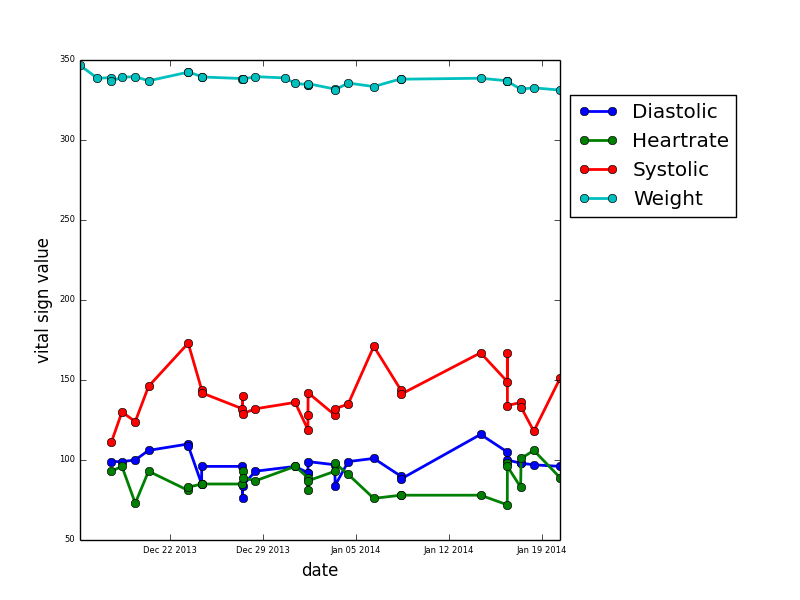 350
300
250
200
150
100
50
vital sign value
Dec 22 2013
Dec 29 2013
Jan 05 2014
Jan 12 2014
Jan 19 2014
date
Diastolic
Heartrate
Systolic
Weight